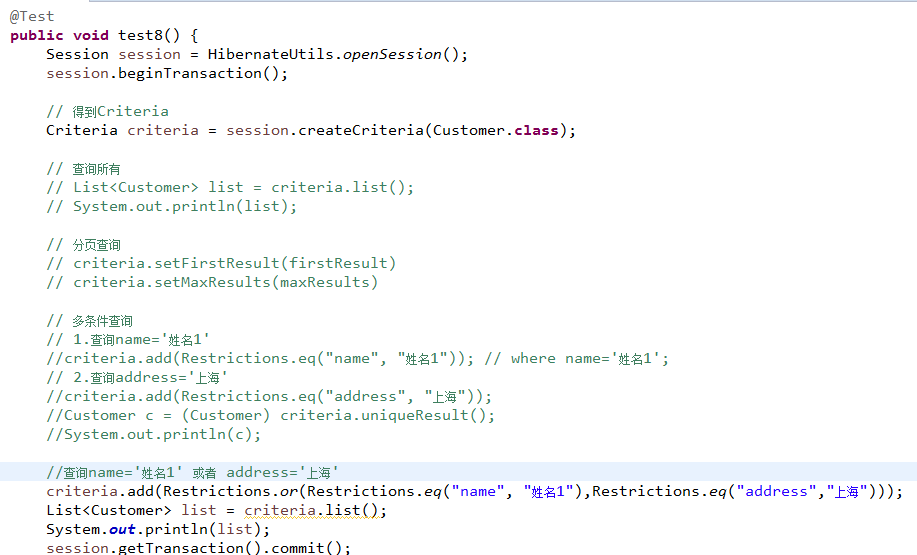 @Test
public void test8() {
Session session = HibernateUtils.openSession();
session.beginTransaction();
// 得到Criteria
Criteria criteria = session.createCriteria(Customer.class);
// 查询所有
// List<Customer> list = criteria.list();
// System.out.println(list);
// 分页查询
// criteria.setFirstResult(firstResult)
// criteria.setMaxResults(maxResults)
// 多条件查询
// 1.查询name='姓名1'
//criteria.add(Restrictions.eq("name", "姓名1")); // where name='姓名1';
// 2.查询address='上海'
//criteria.add(Restrictions.eq("address", "上海"));
//Customer c = (Customer) criteria.uniqueResult();
//System.out.println(c);
//查询name='姓名1' 或者 address='上海'
criteria.add(Restrictions.or(Restrictions.eq("name", "姓名1"),Restrictions.eq("address","上海")));
List<Customer> list = criteria.list();
System.out.println(list);
session.getTransaction().commit();